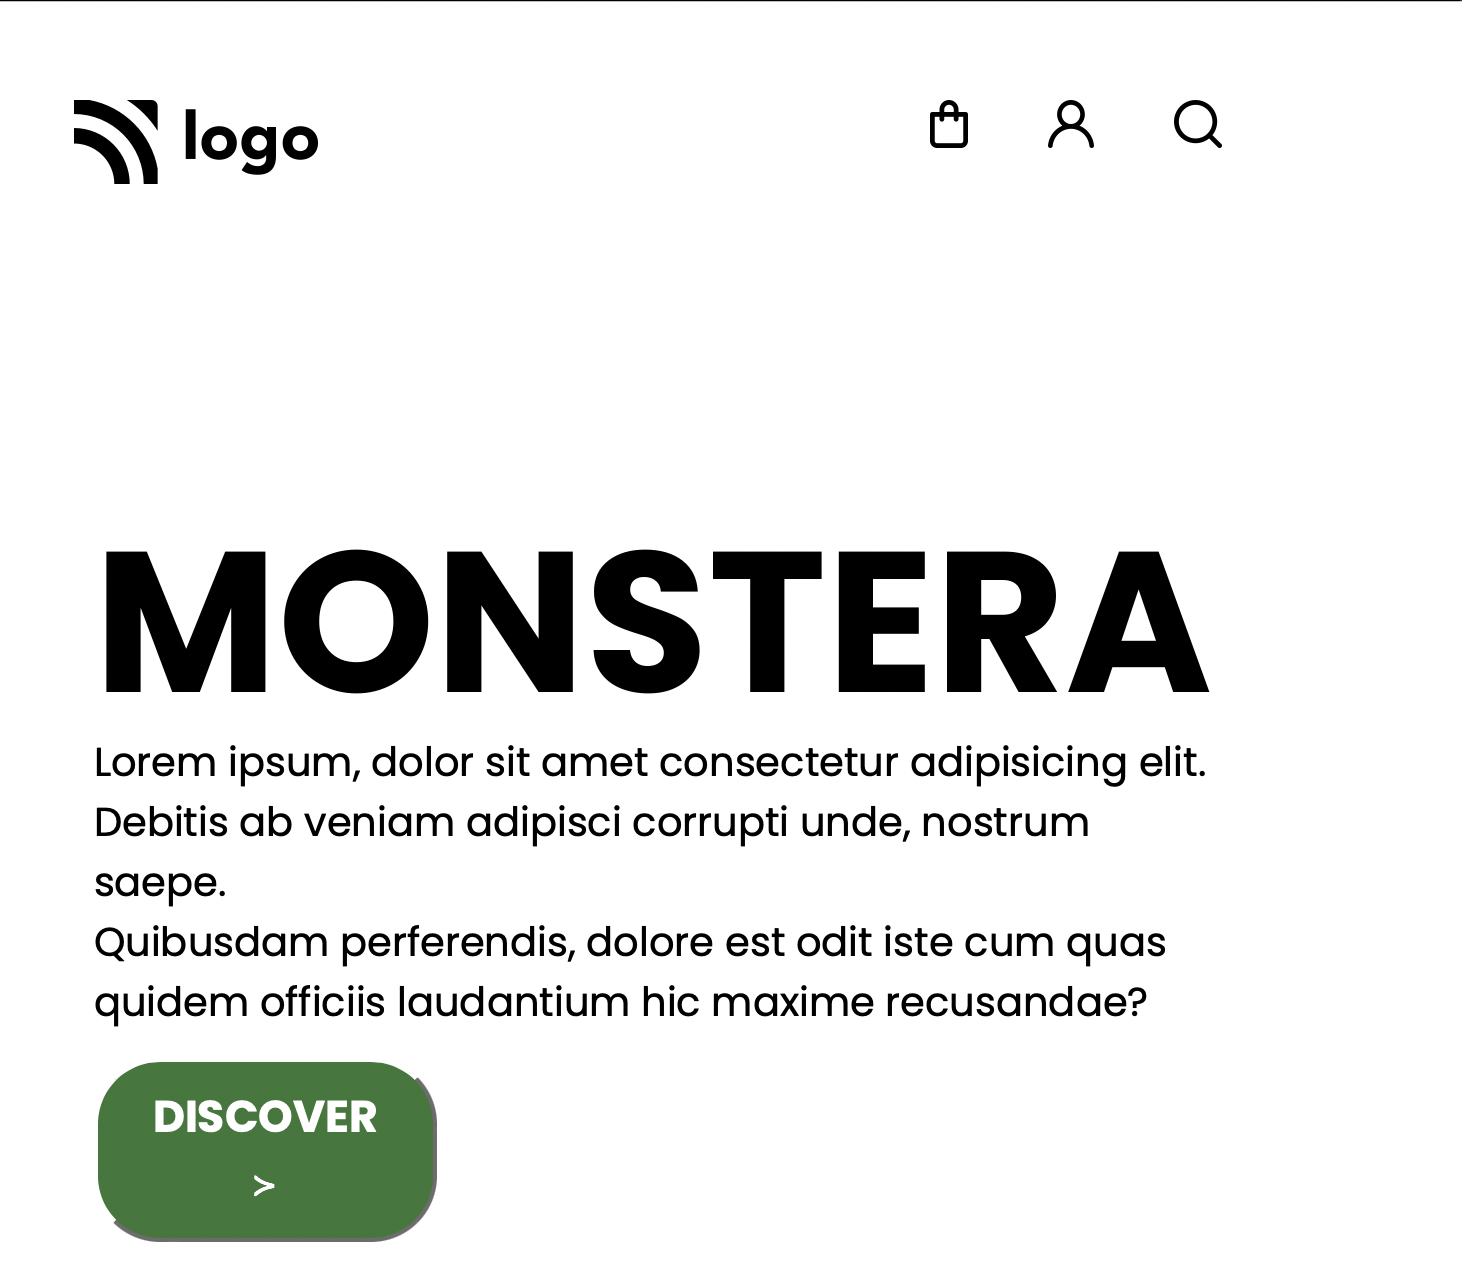 logo
MONSTERA
Lorem ipsum, dolor sit amet consectetur adipisicing elit.
Debitis ab veniam adipisci corrupti unde, nostrum
saepe.
Quibusdam perferendis, dolore est odit iste cum quas
quidem officiis laudantium hic maxime recusandae?
DISCOVER
≻